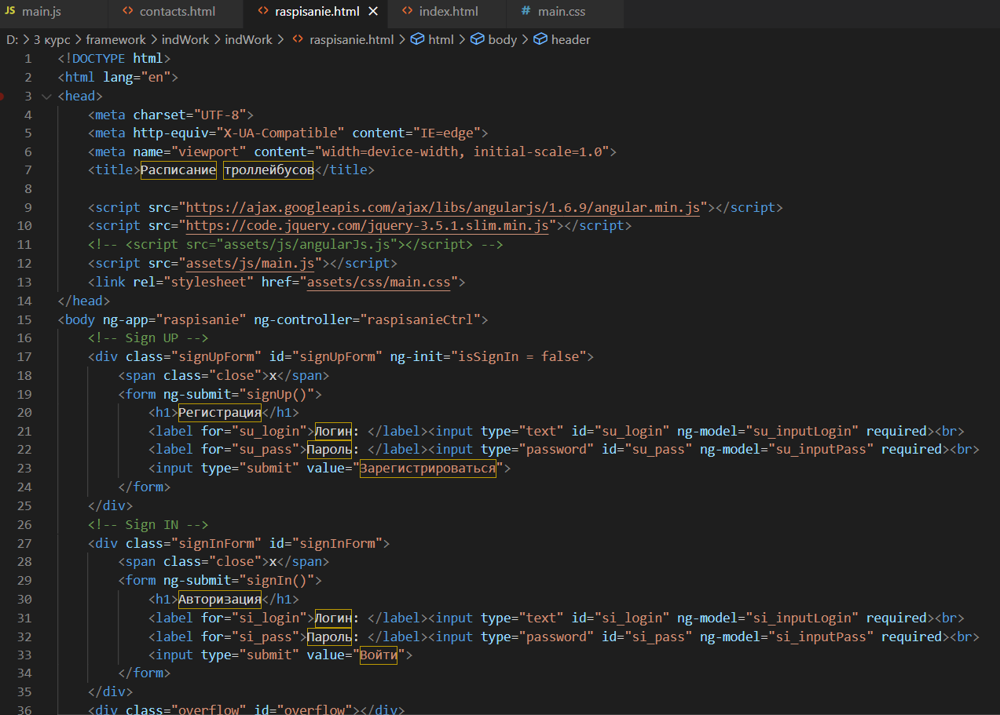 JS main.js <> contacts.html <> raspisanie.html × <> index.html # main.css
D: > 3 курс > framework > indWork > indWork > <> raspisanie.html > html > body > header
1 <!DOCTYPE html>
2 <html lang="en">
3 <head>
4 <meta charset="UTF-8">
5 <meta http-equiv="X-UA-Compatible" content="IE=edge">
6 <meta name="viewport" content="width=device-width, initial-scale=1.0">
7 <title>Расписание троллейбусов</title>
8
9 <script src="https://ajax.googleapis.com/ajax/libs/angularjs/1.6.9/angular.min.js"></script>
10 <script src="https://code.jquery.com/jquery-3.5.1.slim.min.js"></script>
11 <!-- <script src="assets/js/angularJs.js"></script> -->
12 <script src="assets/js/main.js"></script>
13 <link rel="stylesheet" href="assets/css/main.css">
14 </head>
15 <body ng-app="raspisanie" ng-controller="raspisanieCtrl">
16 <!-- Sign UP -->
17 <div class="signUpForm" id="signUpForm" ng-init="isSignIn = false">
18 <span class="close">x</span>
19 <form ng-submit="signUp()">
20 <h1>Регистрация</h1>
21 <label for="su_login">Логин: </label><input type="text" id="su_login" ng-model="su_inputLogin" required><br>
22 <label for="su_pass">Пароль: </label><input type="password" id="su_pass" ng-model="su_inputPass" required><br>
23 <input type="submit" value="Зарегистрироваться">
24 </form>
25 </div>
26 <!-- Sign IN -->
27 <div class="signInForm" id="signInForm">
28 <span class="close">x</span>
29 <form ng-submit="signIn()">
30 <h1>Авторизация</h1>
31 <label for="si_login">Логин: </label><input type="text" id="si_login" ng-model="si_inputLogin" required><br>
32 <label for="si_pass">Пароль: </label><input type="password" id="si_pass" ng-model="si_inputPass" required><br>
33 <input type="submit" value="Войти">
34 </form>
35 </div>
36 <div class="overflow" id="overflow"></div>